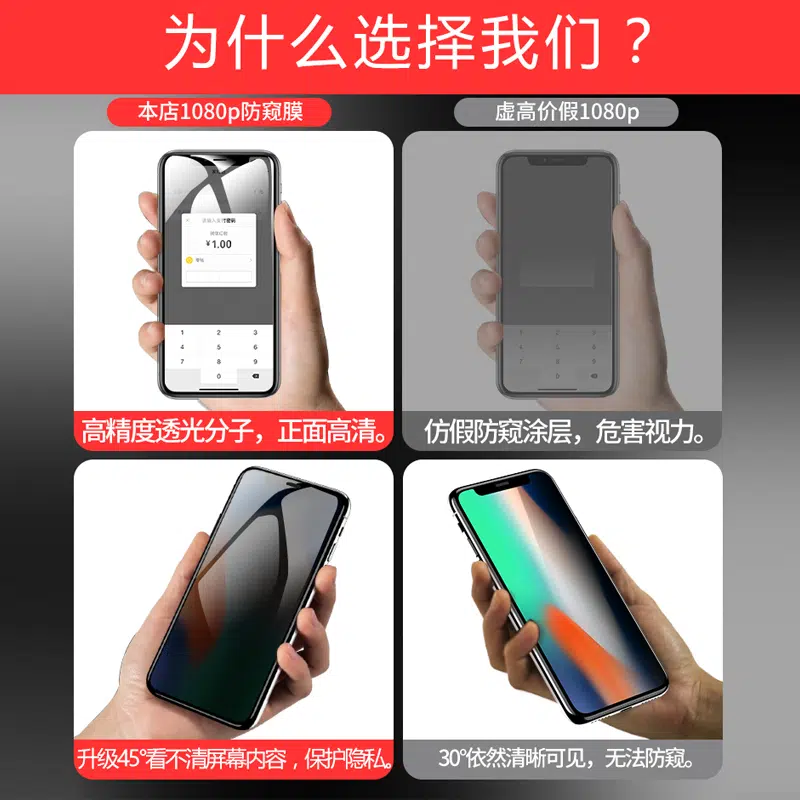 为什么选择我们？
本店1080p防窥膜
虚高价假1080p
¥1.00
1 2 3
4 5 6
7 8 9
0
高精度透光分子，正面高清。
仿假防窥涂层，危害视力。
升级45°看不清屏幕内容，保护隐私。
30°依然清晰可见，无法防窥。